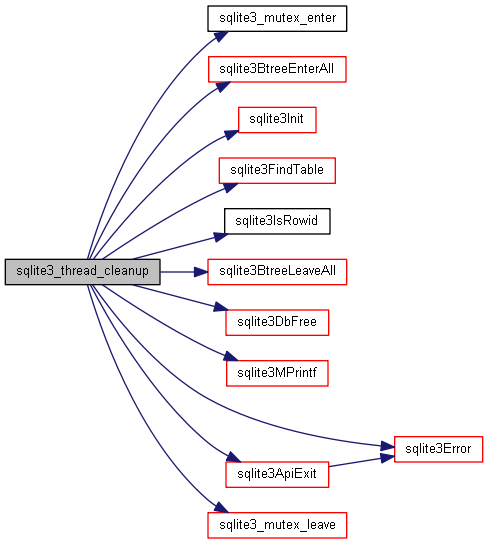 sqlite3_mutex_enter
sqlite3BtreeEnterAll
sqlite3Init
sqlite3FindTable
sqlite3IsRowid
sqlite3_thread_cleanup
sqlite3BtreeLeaveAll
sqlite3DbFree
sqlite3MPrintf
sqlite3Error
sqlite3ApiExit
sqlite3_mutex_leave